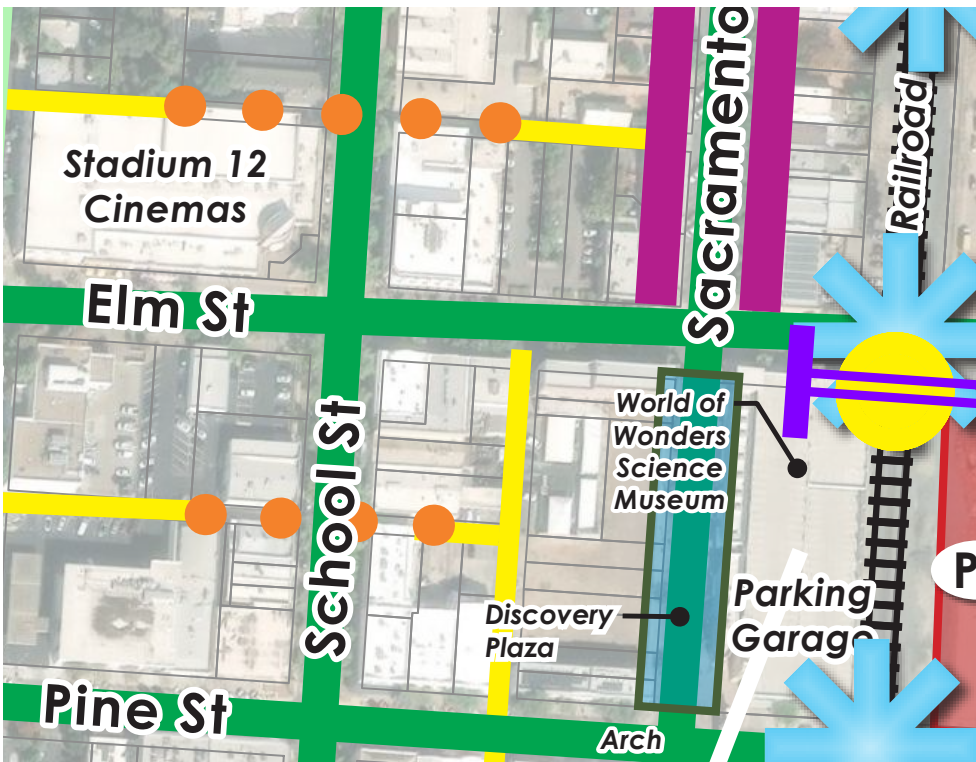 Sacramento
Railroad
Stadium 12
Cinemas
Elm St
World of
Wonders
Science
Museum
School St
P
Discovery
Plaza
Parking
Garage
Pine St
Arch